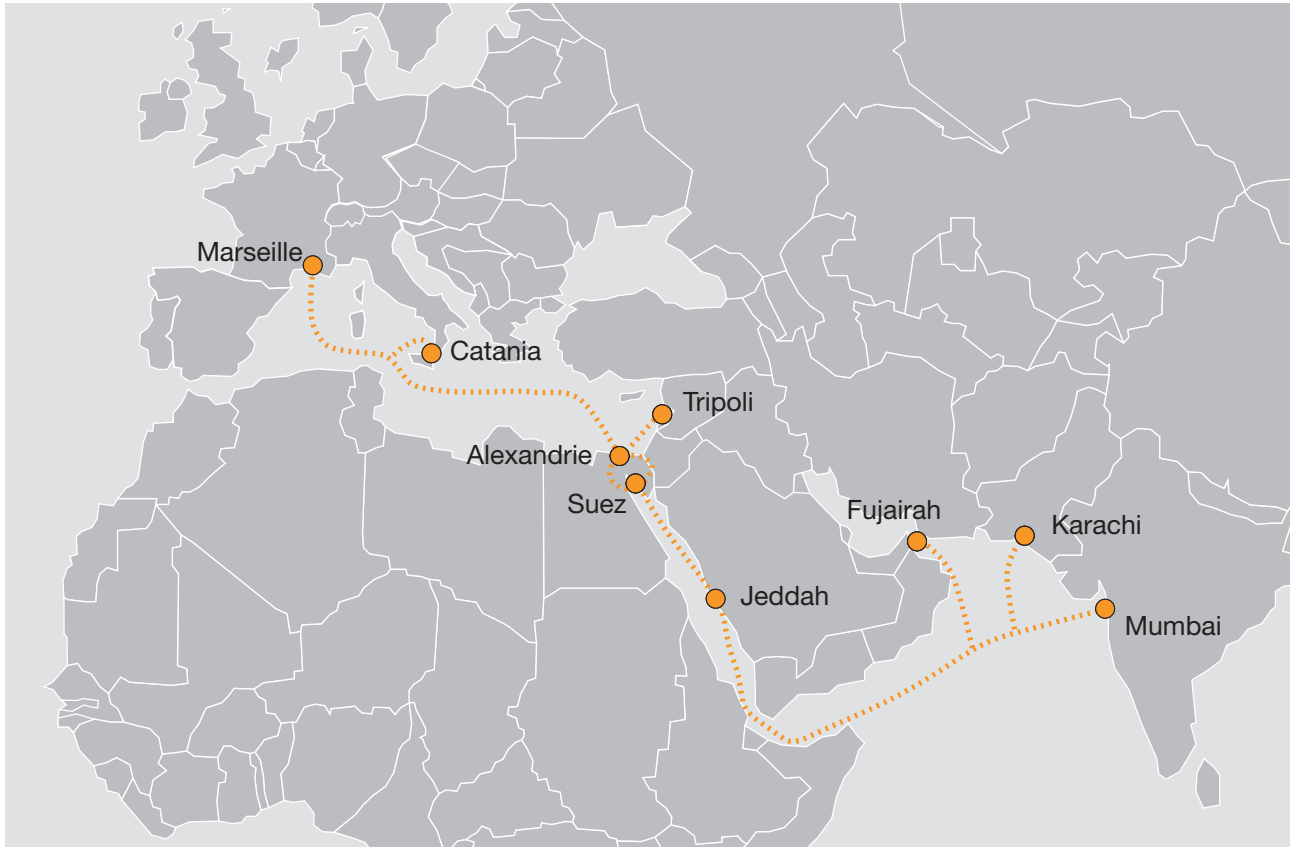 Marseille
Catania
Tripoli
Alexandrie
Suez
Fujairah
Karachi
Jeddah
Mumbai